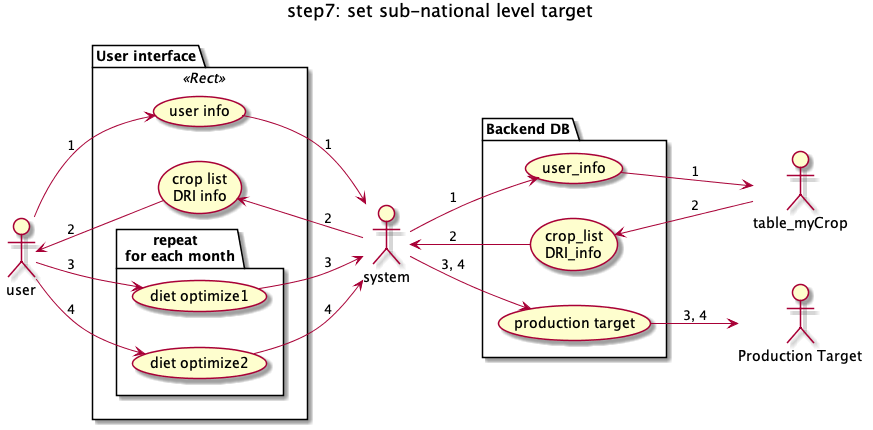 step7: set sub-national level target
User interface
«Rect»
user info
crop list
DRI info
repeat
for each month
diet optimize1
diet optimize2
user
system
Backend DB
user_info
crop_list
DRI_info
production target
table_myCrop
Production Target
1
2
3
4
1
2
3
4
1
2
3, 4
1
2
3, 4